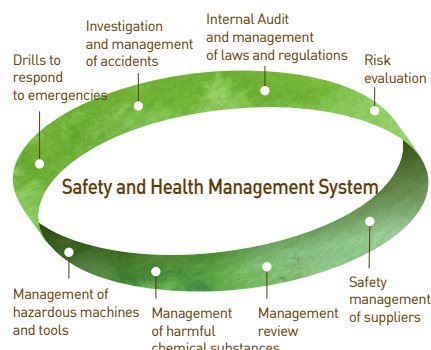 Internal Audit
and management
of laws and regulations
Investigation
and management
of accidents
Drills to
respond
to emergencies
Risk
evaluation
Safety and Health Management System
Management of
hazardous machines
and tools
Management
of harmful
chemical substances
Management
review
Safety
management
of suppliers